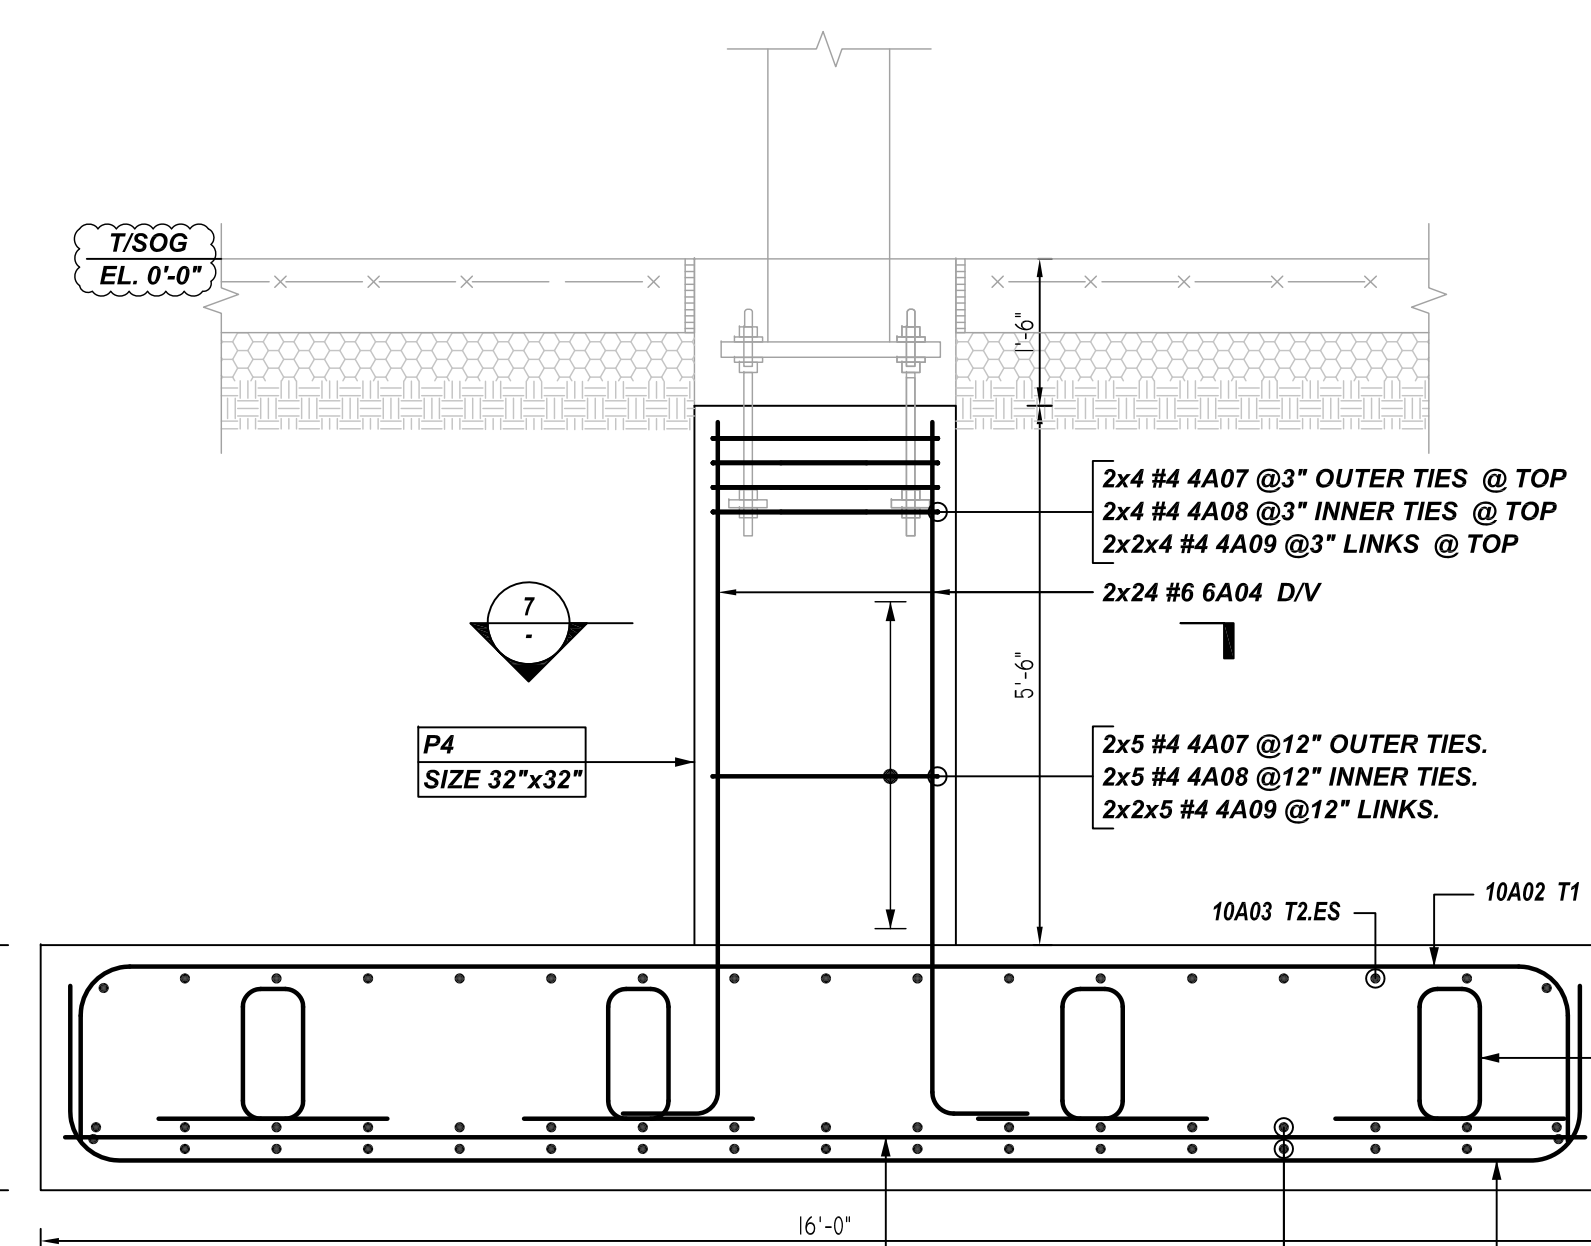 T/SOG
EL. 0'-0"
1'-6"
2x4 #4 4A07 @3" OUTER TIES @ TOP
2x4 #4 4A08 @3" INNER TIES @ TOP
2x2x4 #4 4A09 @3" LINKS @ TOP
2x24 #6 6A04 D/V
7
-
5'-6"
P4
SIZE 32"x32"
2x5 #4 4A07 @12" OUTER TIES.
2x5 #4 4A08 @12" INNER TIES.
2x2x5 #4 4A09 @12" LINKS.
10A02 T1
10A03 T2.ES
16'-0"